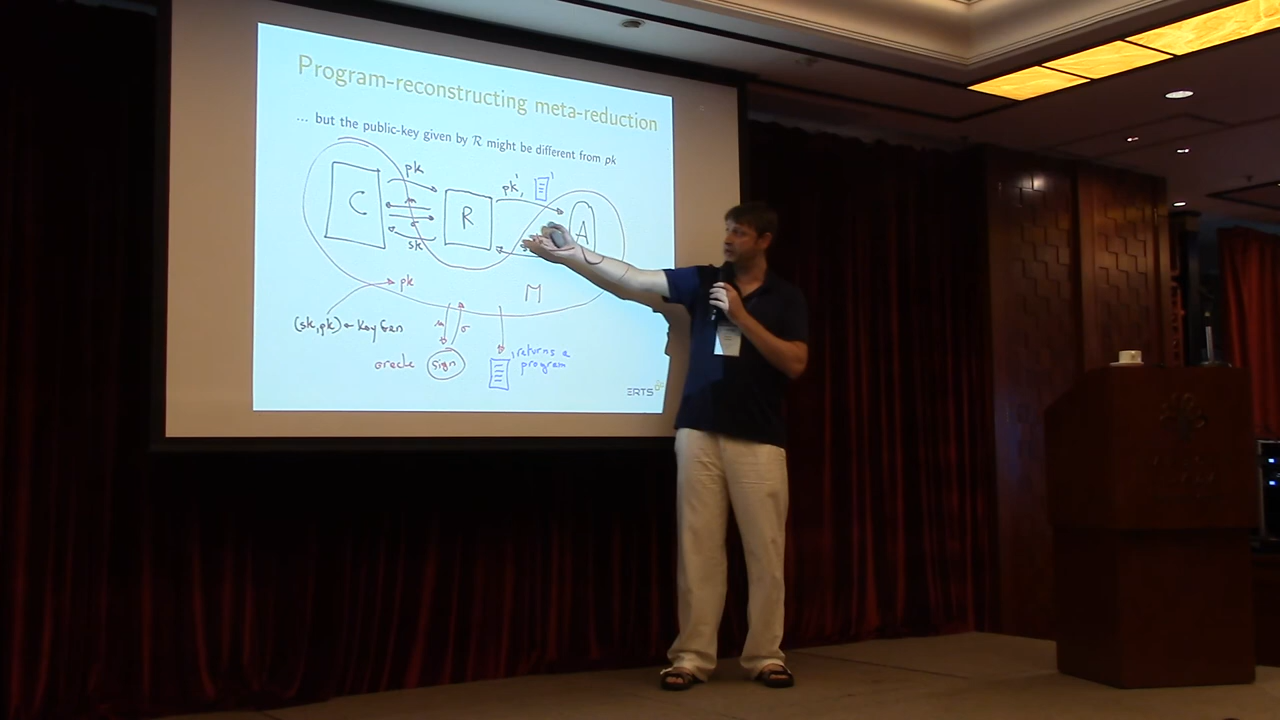 Program-reconstructing meta-reduction
... but the public-key given by R might be different from pk
C
pk
m
σ
sk
R
pk',
A
M
pk
(sk,pk) ← KeyGen
m
σ
oracle
Sign
returns a
program
ERTS